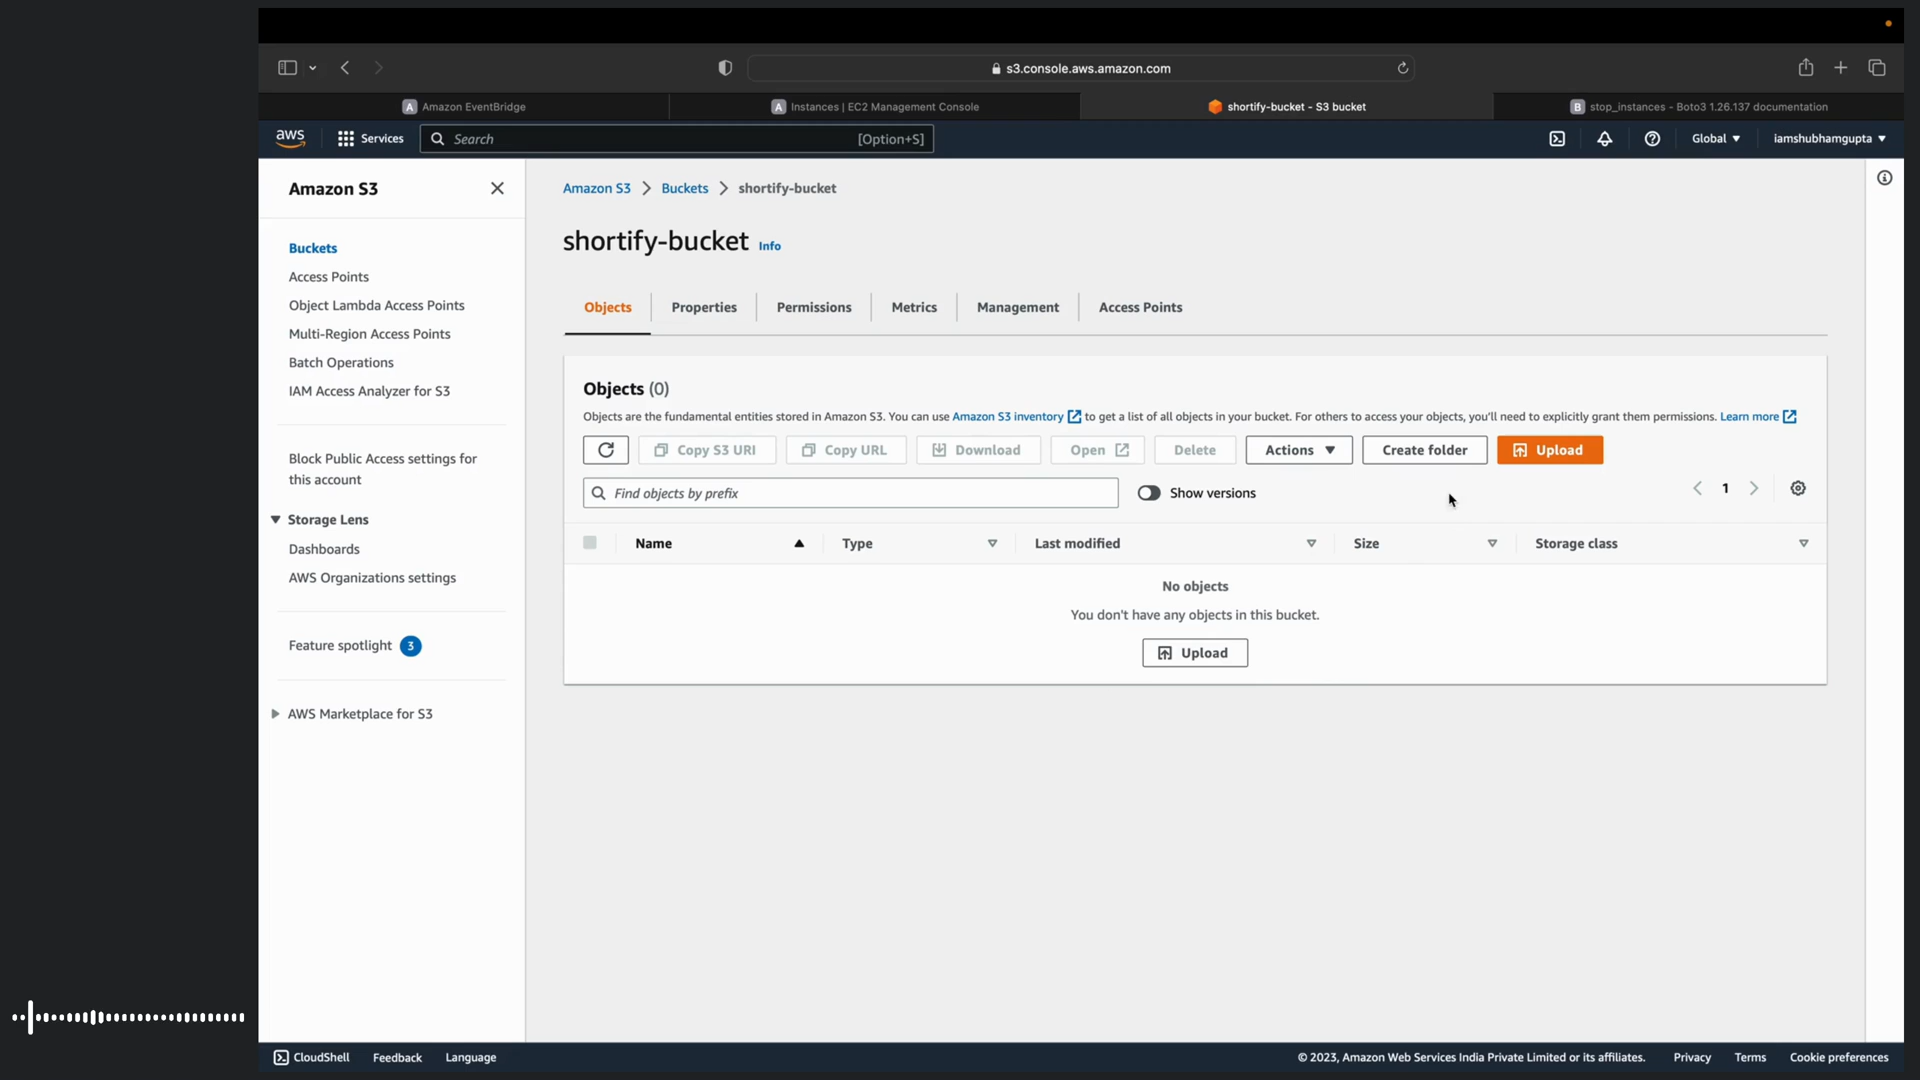 s3.console.aws.amazon.com
A Amazon EventBridge
A Instances | EC2 Management Console
shortify-bucket - S3 bucket
B stop_instances - Boto3 1.26.137 documentation
aws
Services
Search
[Option+S]
Global
iamshubhamgupta
Amazon S3
Buckets
Access Points
Object Lambda Access Points
Multi-Region Access Points
Batch Operations
IAM Access Analyzer for S3
Block Public Access settings for
this account
Storage Lens
Dashboards
AWS Organizations settings
Feature spotlight 3
AWS Marketplace for S3
Amazon S3 > Buckets > shortify-bucket
shortify-bucket Info
Objects Properties Permissions Metrics Management Access Points
Objects (0)
Objects are the fundamental entities stored in Amazon S3. You can use Amazon S3 inventory to get a list of all objects in your bucket. For others to access your objects, you'll need to explicitly grant them permissions. Learn more
Copy S3 URI Copy URL Download Open Delete Actions Create folder Upload
Find objects by prefix
Show versions
1
Name Type Last modified Size Storage class
No objects
You don't have any objects in this bucket.
Upload
CloudShell Feedback Language
© 2023, Amazon Web Services India Private Limited or its affiliates. Privacy Terms Cookie preferences